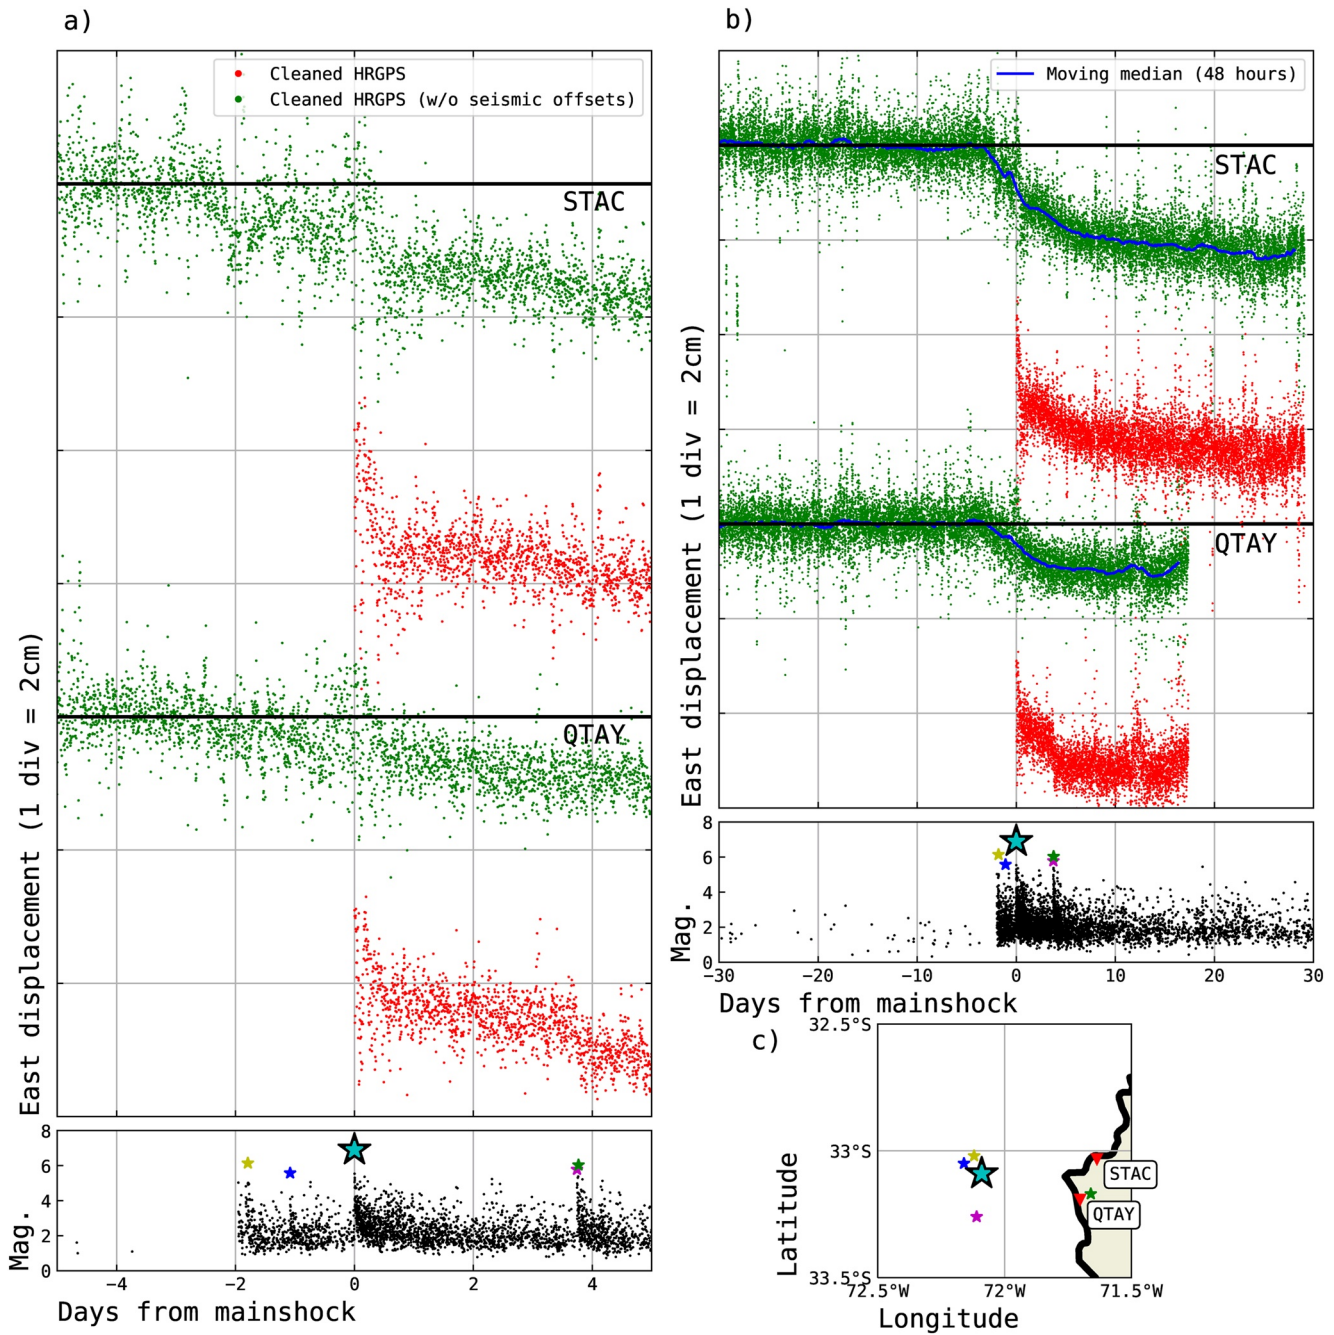 a)
Cleaned HRGPS
Cleaned HRGPS (w/o seismic offsets)
STAC
QTAY
East displacement (1 div = 2cm)
8
6
4
2
0
Mag.
−4
−2
0
2
4
Days from mainshock
b)
Moving median (48 hours)
STAC
QTAY
East displacement (1 div = 2cm)
8
6
4
2
0
Mag.
−30
−20
−10
0
10
20
30
Days from mainshock
c)
32.5°S
33°S
33.5°S
Latitude
STAC
QTAY
72.5°W
72°W
71.5°W
Longitude